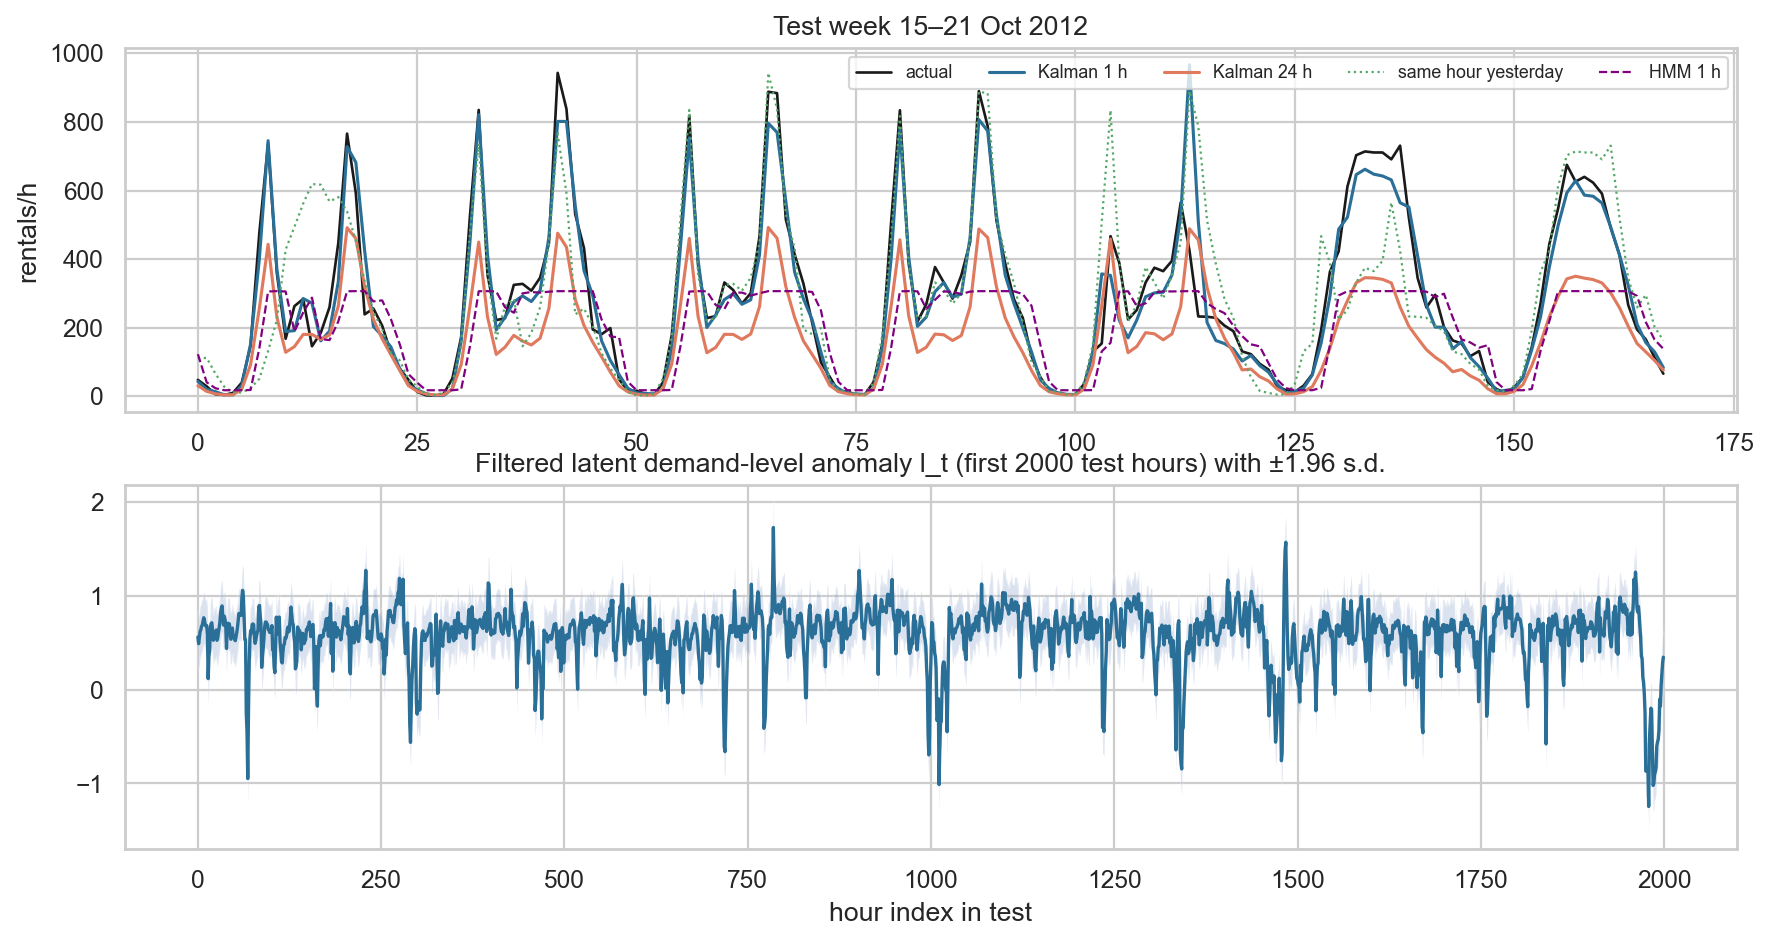 Test week 15–21 Oct 2012
actual Kalman 1 h Kalman 24 h same hour yesterday HMM 1 h
rentals/h
1000
800
600
400
200
0
0 25 50 75 100 125 150 175
Filtered latent demand-level anomaly l_t (first 2000 test hours) with ±1.96 s.d.
2
1
0
−1
0 250 500 750 1000 1250 1500 1750 2000
hour index in test